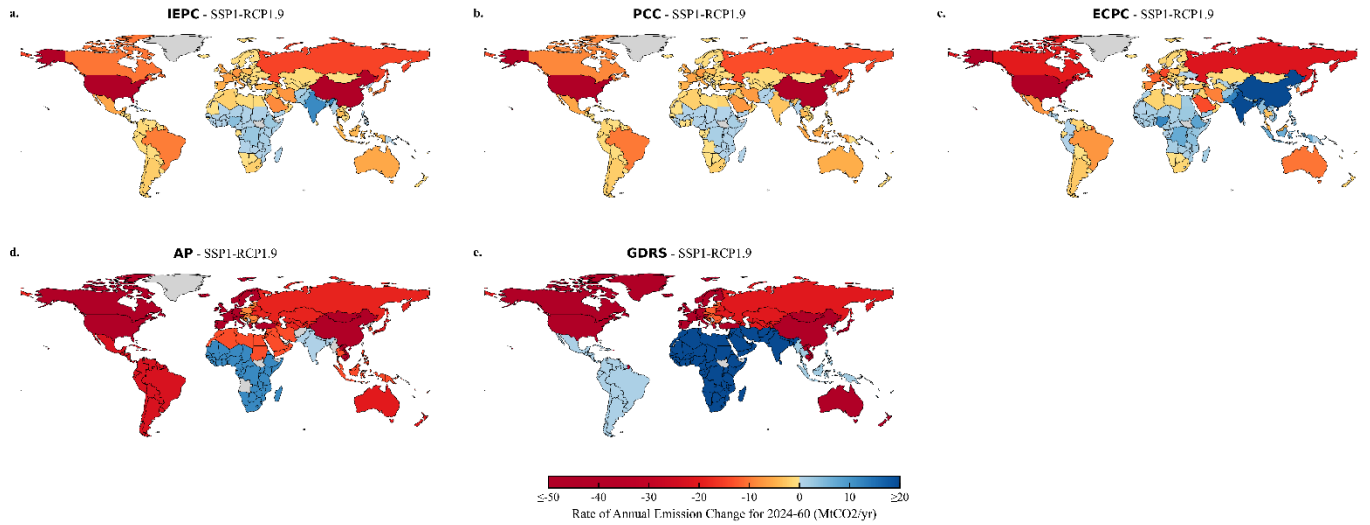 a. IEPC - SSP1-RCP1.9
b. PCC - SSP1-RCP1.9
c. ECPC - SSP1-RCP1.9
d. AP - SSP1-RCP1.9
e. GDRS - SSP1-RCP1.9
≤-50 -40 -30 -20 -10 0 10 ≥20
Rate of Annual Emission Change for 2024-60 (MtCO2/yr)